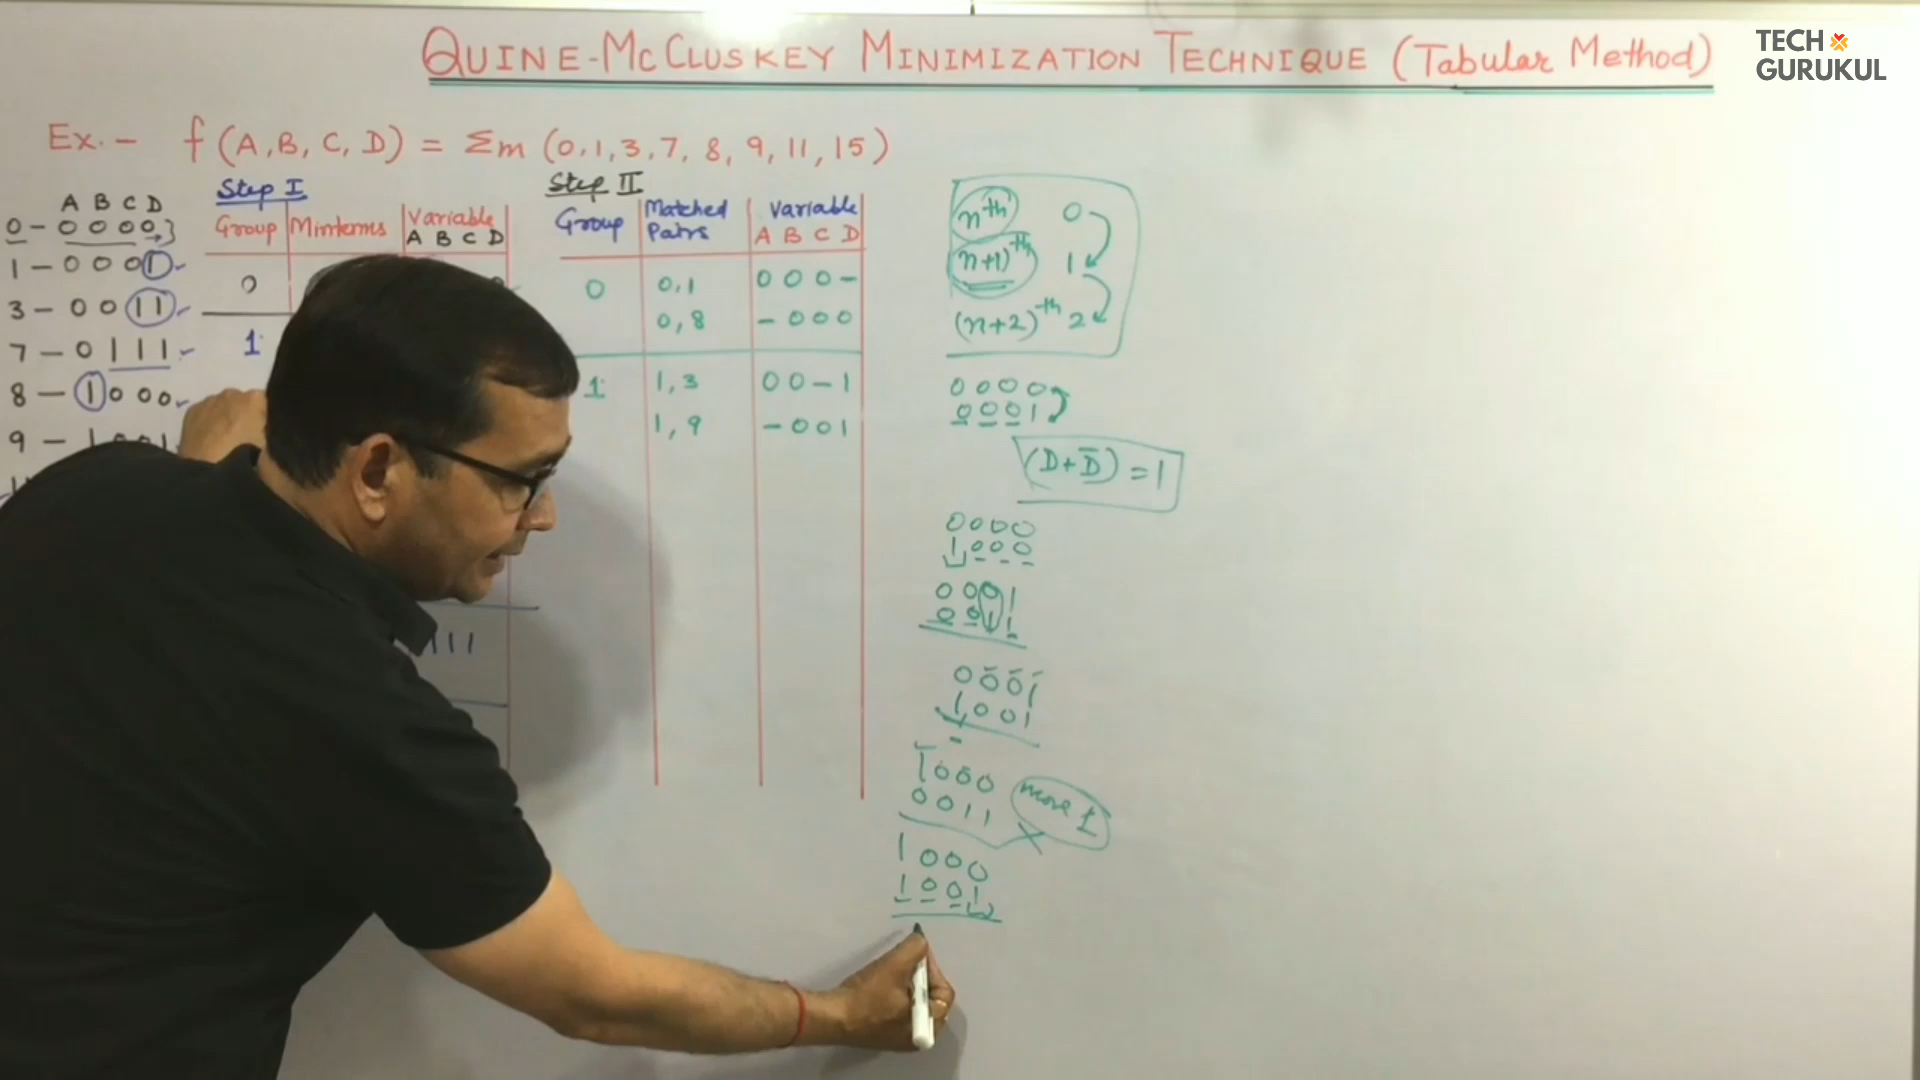 QUINE-McCLUSKEY MINIMIZATION TECHNIQUE (Tabular Method)
TECH
GURUKUL
Ex.- f (A,B,C,D) = Σm (0,1,3,7,8,9,11,15)
A B C D
0 - 0 0 0 0
1 - 0 0 0 1
3 - 0 0 1 1
7 - 0 1 1 1
8 - 1 0 0 0
9 - 1 0 0 1
Step I
Group Minterms Variable
A B C D
0
1
1 1 1
Step II
Group Matched Pairs Variable
A B C D
0 0,1 0 0 0 -
0,8 - 0 0 0
1 1,3 0 0 - 1
1,9 - 0 0 1
nth 0
(n+1)th 1
(n+2)th 2
0 0 0 0
0 0 0 1
(D+D̅) = 1
0 0 0 0
1 0 0 0
0 0 0 1
0 0 1 1
0 0 0 1
1 0 0 1
1 0 0 0
0 0 1 1
more 1
×
1 0 0 0
1 0 0 1